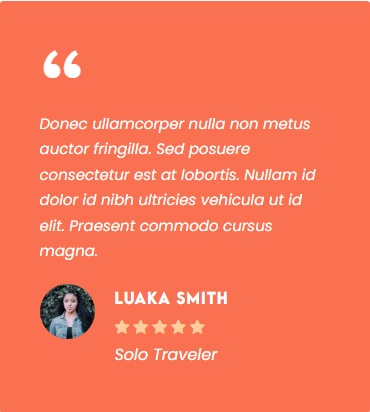 “
Donec ullamcorper nulla non metus
auctor fringilla. Sed posuere
consectetur est at lobortis. Nullam id
dolor id nibh ultricies vehicula ut id
elit. Praesent commodo cursus
magna.
LUAKA SMITH
Solo Traveler